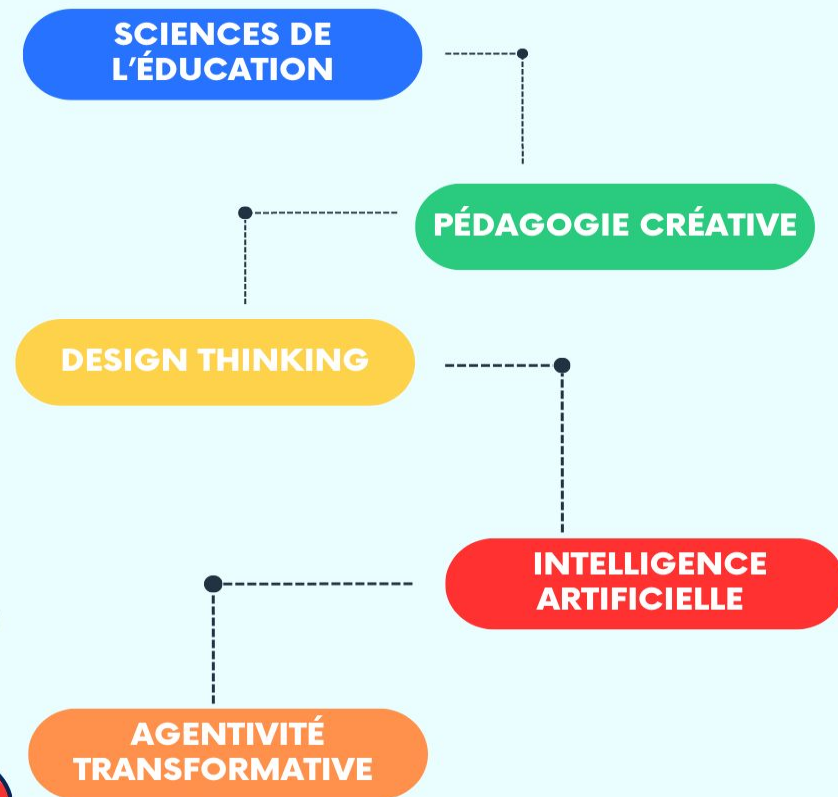 SCIENCES DE
L'ÉDUCATION
PÉDAGOGIE CRÉATIVE
DESIGN THINKING
INTELLIGENCE
ARTIFICIELLE
AGENTIVITÉ
TRANSFORMATIVE